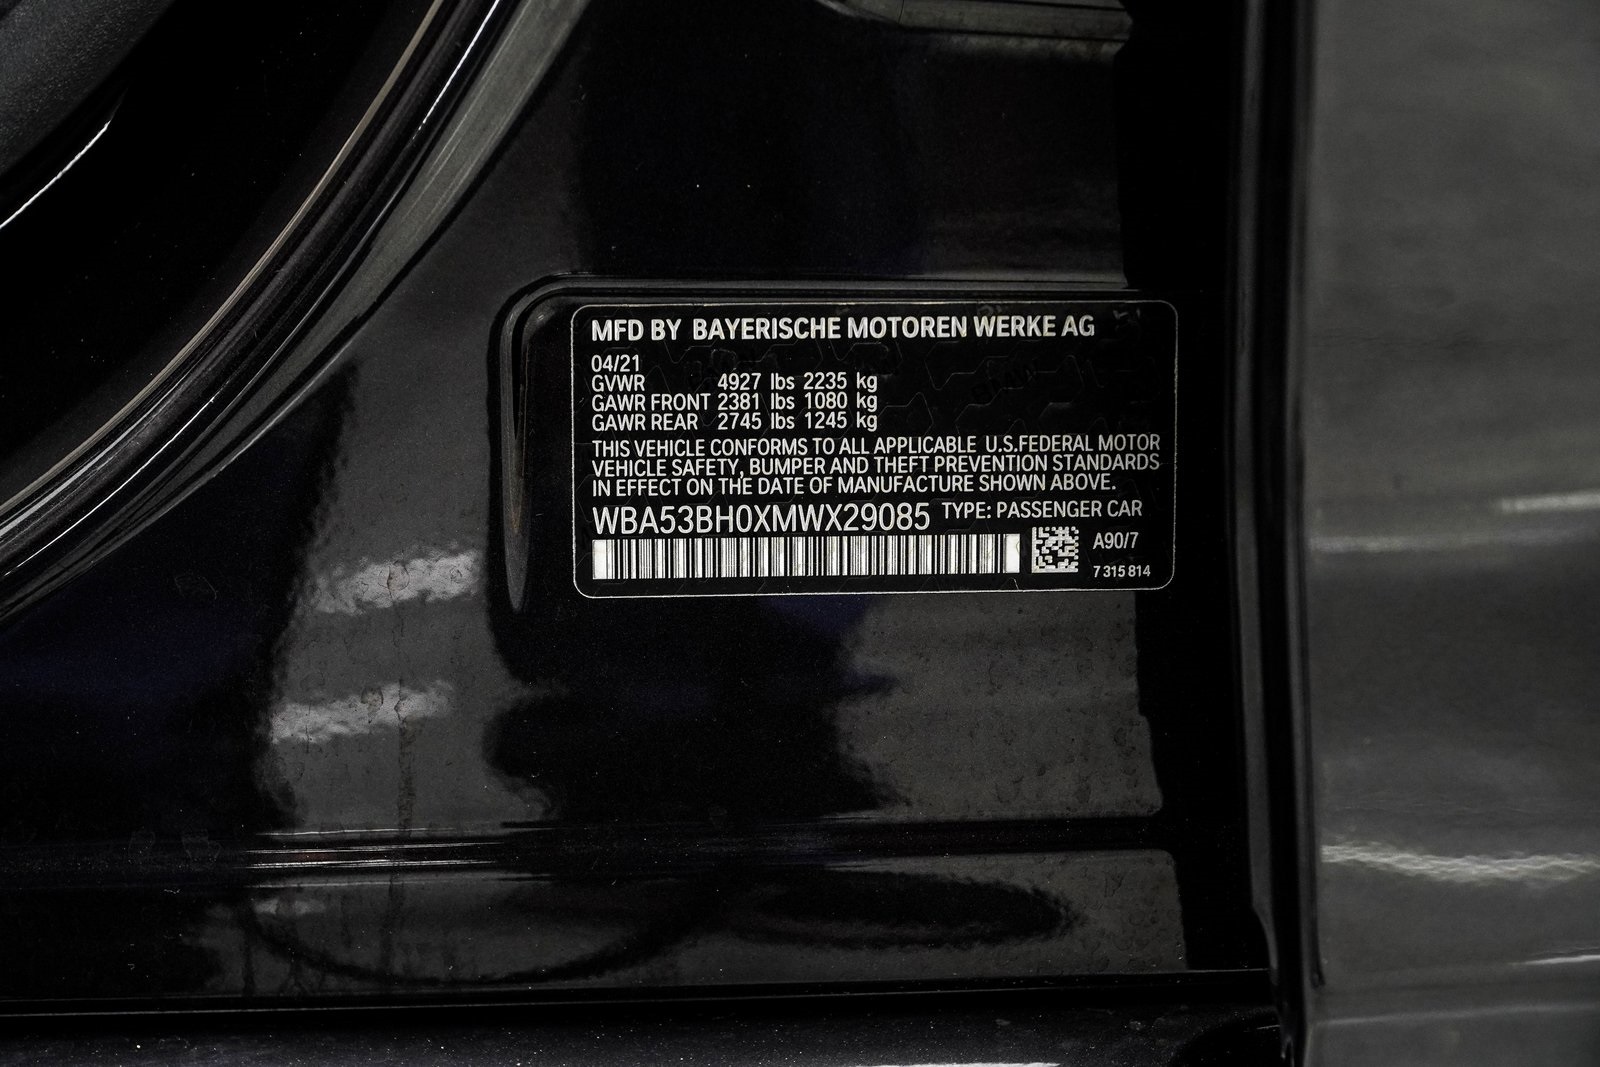 MFD BY BAYERISCHE MOTOREN WERKE AG
04/21
GVWR 4927 lbs 2235 kg
GAWR FRONT 2381 lbs 1080 kg
GAWR REAR 2745 lbs 1245 kg
THIS VEHICLE CONFORMS TO ALL APPLICABLE U.S.FEDERAL MOTOR
VEHICLE SAFETY, BUMPER AND THEFT PREVENTION STANDARDS
IN EFFECT ON THE DATE OF MANUFACTURE SHOWN ABOVE.
WBA53BH0XMWX29085 TYPE: PASSENGER CAR
A90/7
7 315 814